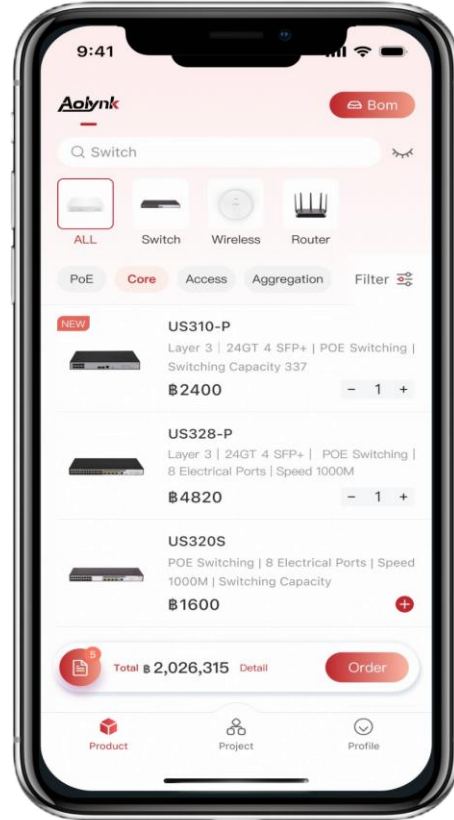 9:41
Aolynk
Bom
Switch
ALL
Switch
Wireless
Router
PoE
Core
Access
Aggregation
Filter
NEW
US310-P
Layer 3 | 24GT 4 SFP+ | POE Switching |
Switching Capacity 337
฿2400
- 1 +
US328-P
Layer 3 | 24GT 4 SFP+ | POE Switching |
8 Electrical Ports | Speed 1000M
฿4820
- 1 +
US320S
POE Switching | 8 Electrical Ports | Speed
1000M | Switching Capacity
฿1600
5
Total ฿ 2,026,315 Detail
Order
Product
Project
Profile